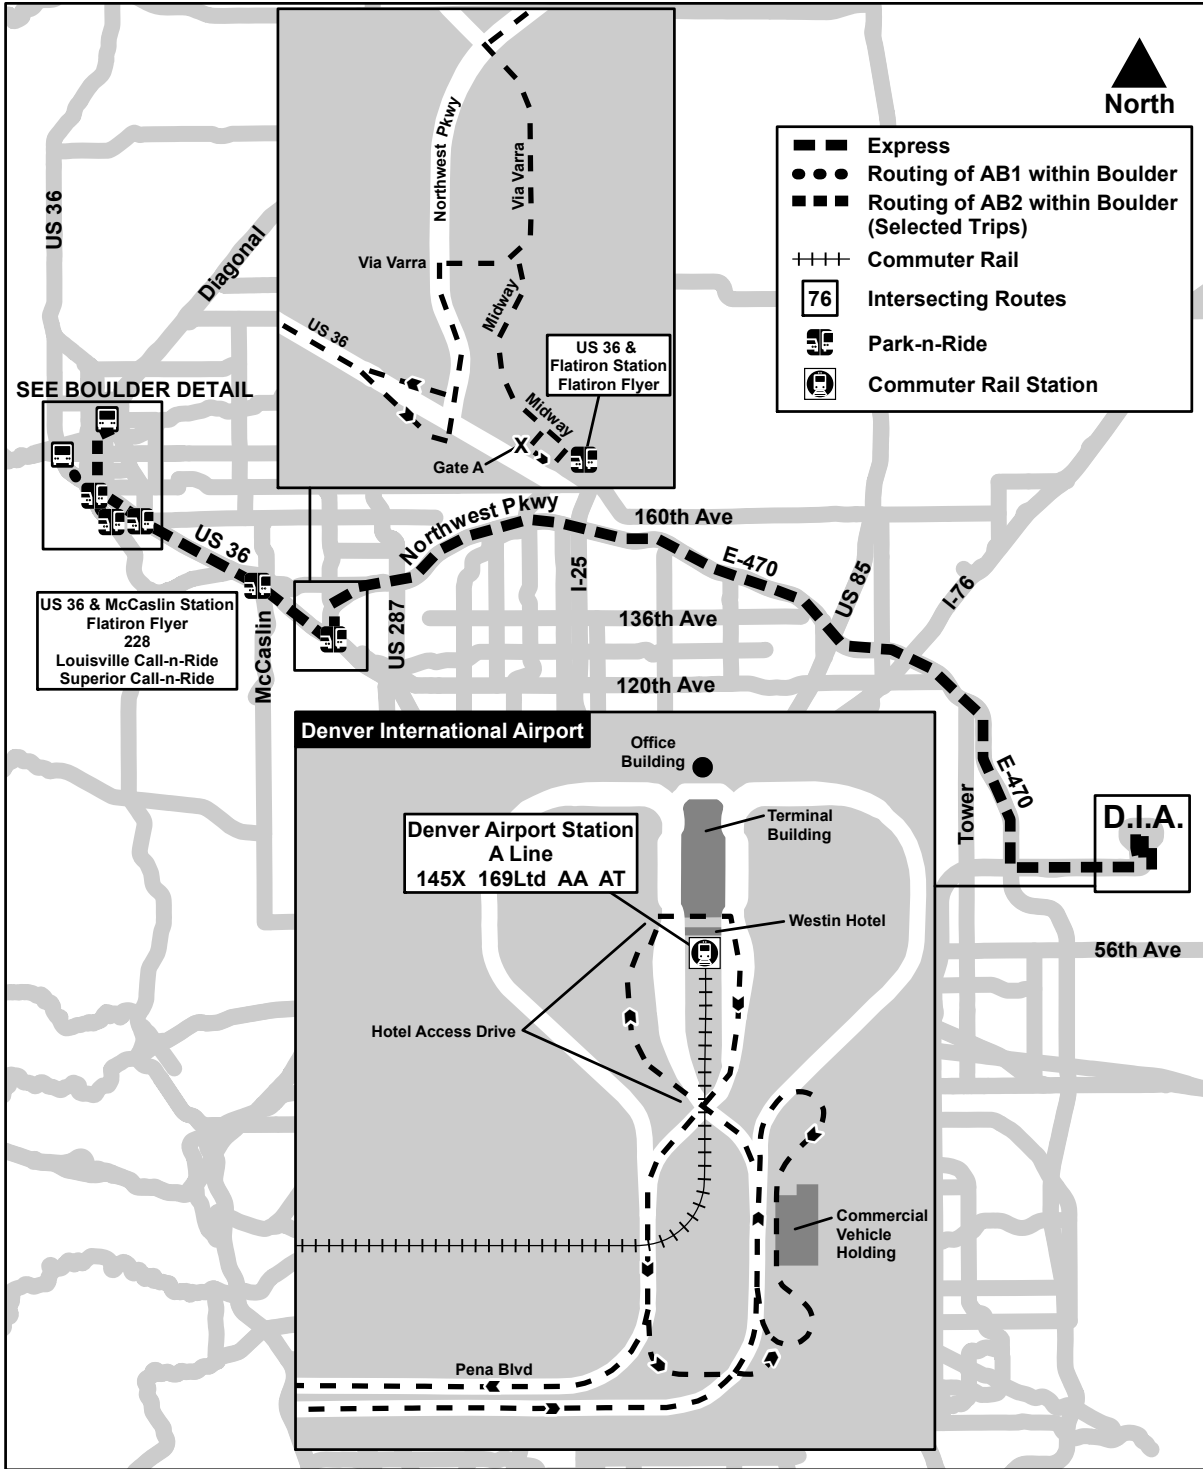 North
Express
Routing of AB1 within Boulder
Routing of AB2 within Boulder
(Selected Trips)
Commuter Rail
76
Intersecting Routes
Park-n-Ride
Commuter Rail Station
US 36
Diagonal
SEE BOULDER DETAIL
Northwest Pkwy
Via Varra
Via Varra
Midway
US 36
US 36 &
Flatiron Station
Flatiron Flyer
Midway
X
Gate A
US 36
Northwest Pkwy
160th Ave
E-470
I-25
US 85
I-76
US 36 & McCaslin Station
Flatiron Flyer
228
Louisville Call-n-Ride
Superior Call-n-Ride
McCaslin
US 287
136th Ave
120th Ave
Tower
E-470
D.I.A.
56th Ave
Denver International Airport
Office
Building
Terminal
Building
Denver Airport Station
A Line
145X 169Ltd AA AT
Westin Hotel
Hotel Access Drive
Commercial
Vehicle
Holding
Pena Blvd